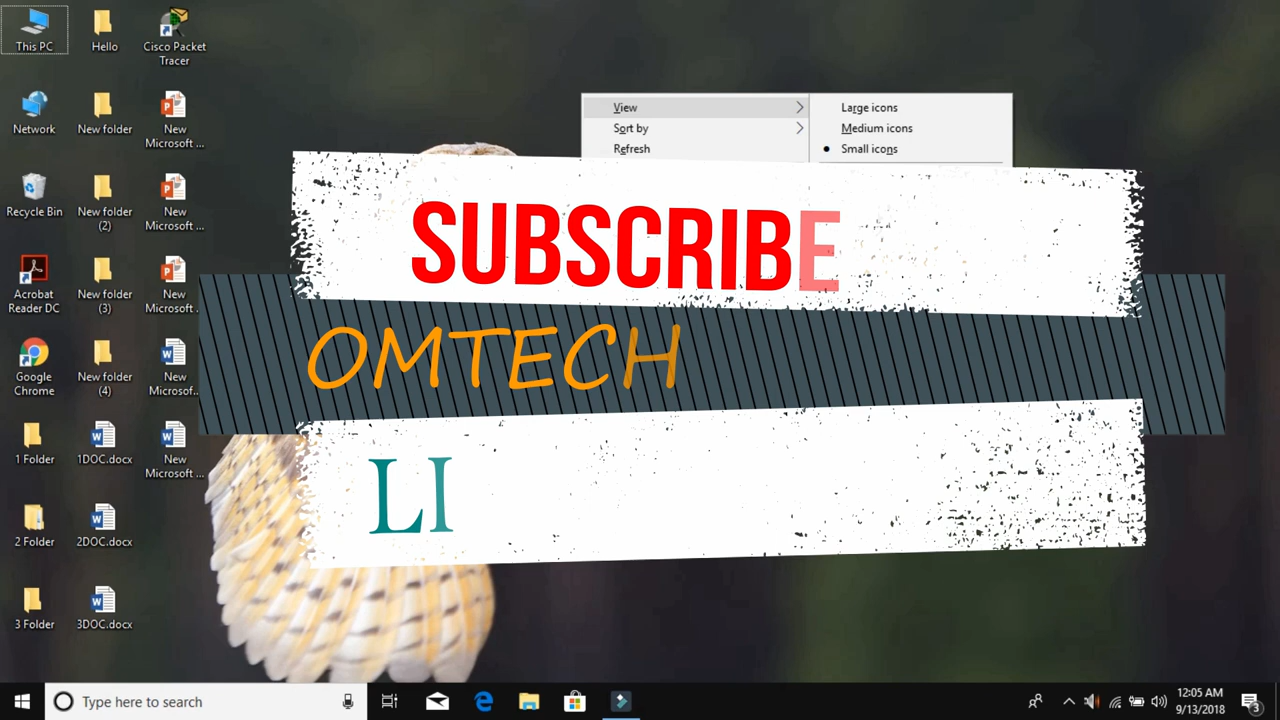 This PC
Hello
Cisco Packet
Tracer
Network
New folder
New
Microsoft ...
Recycle Bin
New folder
(2)
New
Microsoft ...
Acrobat
Reader DC
New folder
(3)
New
Microsoft ...
Google
Chrome
New folder
(4)
New
Microsof...
1 Folder
1DOC.docx
New
Microsoft ...
2 Folder
2DOC.docx
3 Folder
3DOC.docx
View
Sort by
Refresh
Large icons
Medium icons
Small icons
SUBSCRIBE
OMTECH
LI
Type here to search
12:05 AM
9/13/2018
3